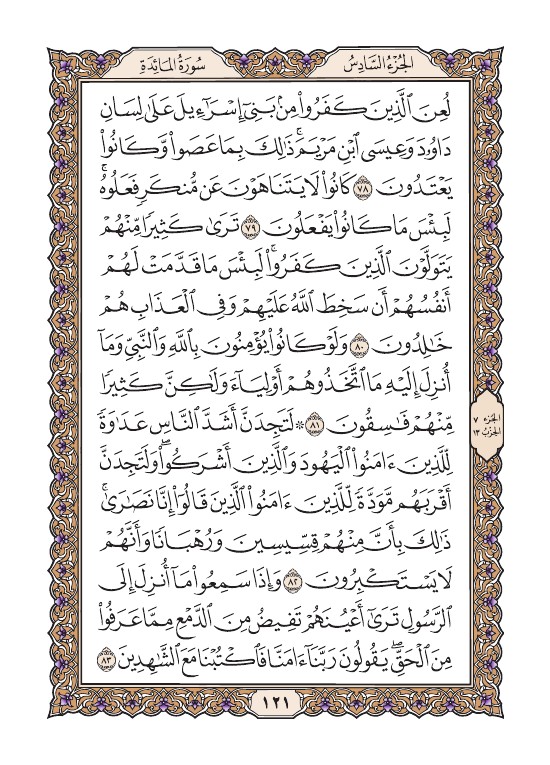 الجُزْءُ السَّادِسُ
سُورَةُ المَائِدَةِ
لُعِنَ ٱلَّذِينَ كَفَرُوا۟ مِنۢ بَنِىٓ إِسْرَٰٓءِيلَ عَلَىٰ لِسَانِ
دَاوُۥدَ وَعِيسَى ٱبْنِ مَرْيَمَ ۚ ذَٰلِكَ بِمَا عَصَوا۟ وَّكَانُوا۟
يَعْتَدُونَ ٧٨ كَانُوا۟ لَا يَتَنَاهَوْنَ عَن مُّنكَرٍ فَعَلُوهُ ۚ
لَبِئْسَ مَا كَانُوا۟ يَفْعَلُونَ ٧٩ تَرَىٰ كَثِيرًا مِّنْهُمْ
يَتَوَلَّوْنَ ٱلَّذِينَ كَفَرُوا۟ ۚ لَبِئْسَ مَا قَدَّمَتْ لَهُمْ
أَنفُسُهُمْ أَن سَخِطَ ٱللَّهُ عَلَيْهِمْ وَفِى ٱلْعَذَابِ هُمْ
خَٰلِدُونَ ٨٠ وَلَوْ كَانُوا۟ يُؤْمِنُونَ بِٱللَّهِ وَٱلنَّبِىِّ وَمَآ
أُنزِلَ إِلَيْهِ مَا ٱتَّخَذُوهُمْ أَوْلِيَآءَ وَلَٰكِنَّ كَثِيرًا
مِّنْهُمْ فَٰسِقُونَ ٨١ ۞ لَتَجِدَنَّ أَشَدَّ ٱلنَّاسِ عَدَٰوَةً
لِّلَّذِينَ ءَامَنُوا۟ ٱلْيَهُودَ وَٱلَّذِينَ أَشْرَكُوا۟ ۖ وَلَتَجِدَنَّ
أَقْرَبَهُم مَّوَدَّةً لِّلَّذِينَ ءَامَنُوا۟ ٱلَّذِينَ قَالُوٓا۟ إِنَّا نَصَٰرَىٰ ۚ
ذَٰلِكَ بِأَنَّ مِنْهُمْ قِسِّيسِينَ وَرُهْبَانًا وَأَنَّهُمْ
لَا يَسْتَكْبِرُونَ ٨٢ وَإِذَا سَمِعُوا۟ مَآ أُنزِلَ إِلَى
ٱلرَّسُولِ تَرَىٰٓ أَعْيُنَهُمْ تَفِيضُ مِنَ ٱلدَّمْعِ مِمَّا عَرَفُوا۟
مِنَ ٱلْحَقِّ ۖ يَقُولُونَ رَبَّنَآ ءَامَنَّا فَٱكْتُبْنَا مَعَ ٱلشَّٰهِدِينَ ٨٣
الجُزء ٧
الحِزب ١٣
١٢١